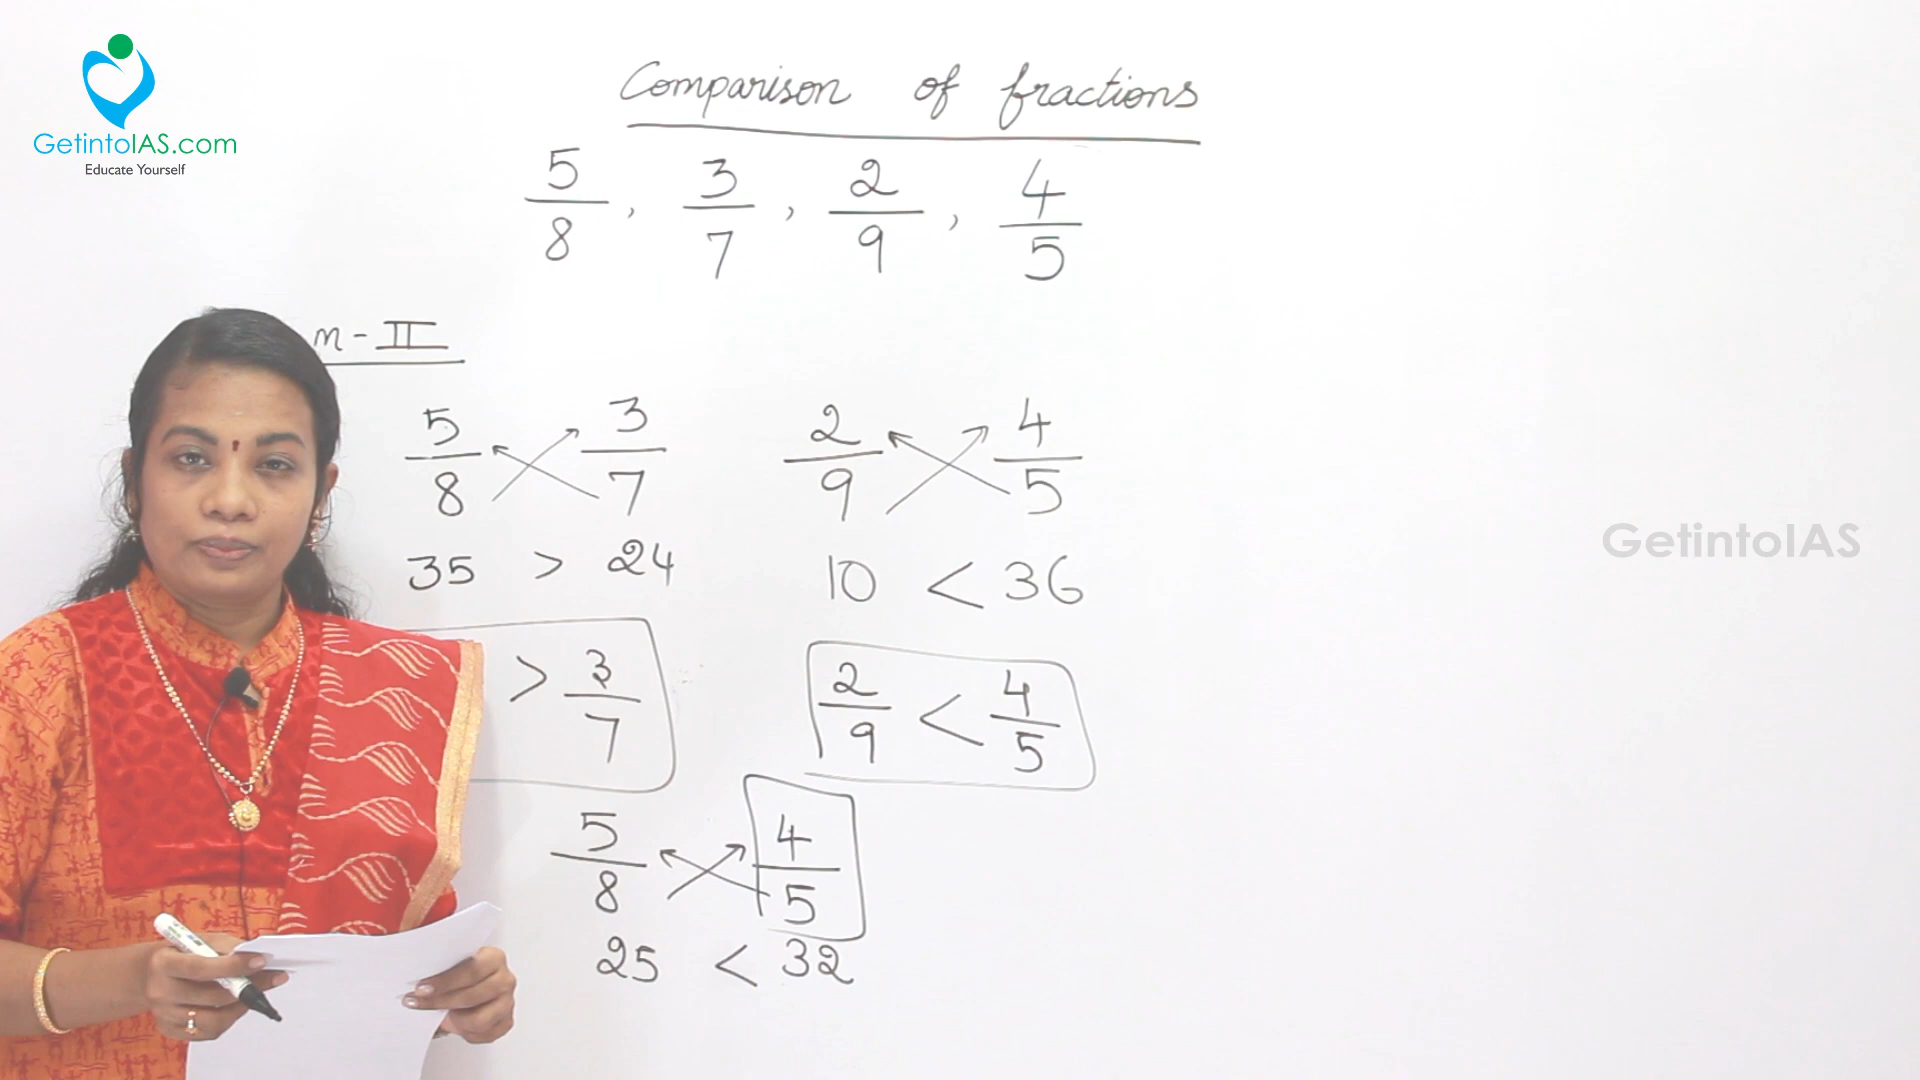 GetintoIAS.com
Educate Yourself
Comparison of fractions
5/8, 3/7, 2/9, 4/5
m - II
5/8 3/7 2/9 4/5
35 > 24 10 < 36
> 3/7 2/9 < 4/5
5/8 4/5
25 < 32
GetintoIAS